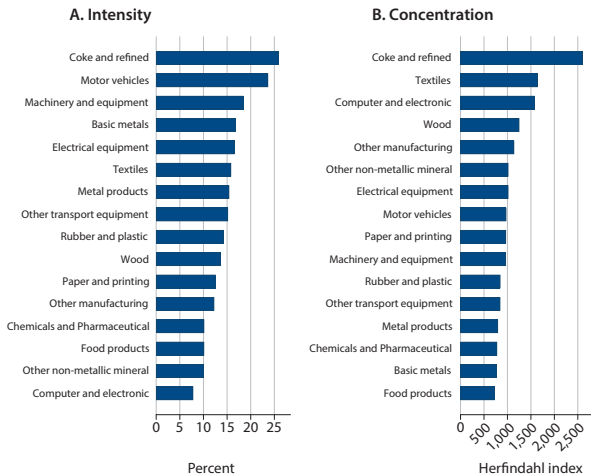 A. Intensity
Coke and refined
Motor vehicles
Machinery and equipment
Basic metals
Electrical equipment
Textiles
Metal products
Other transport equipment
Rubber and plastic
Wood
Paper and printing
Other manufacturing
Chemicals and Pharmaceutical
Food products
Other non-metallic mineral
Computer and electronic
0 5 10 15 20 25
Percent
B. Concentration
Coke and refined
Textiles
Computer and electronic
Wood
Other manufacturing
Other non-metallic mineral
Electrical equipment
Motor vehicles
Paper and printing
Machinery and equipment
Rubber and plastic
Other transport equipment
Metal products
Chemicals and Pharmaceutical
Basic metals
Food products
0 500 1,000 1,500 2,000 2,500
Herfindahl index